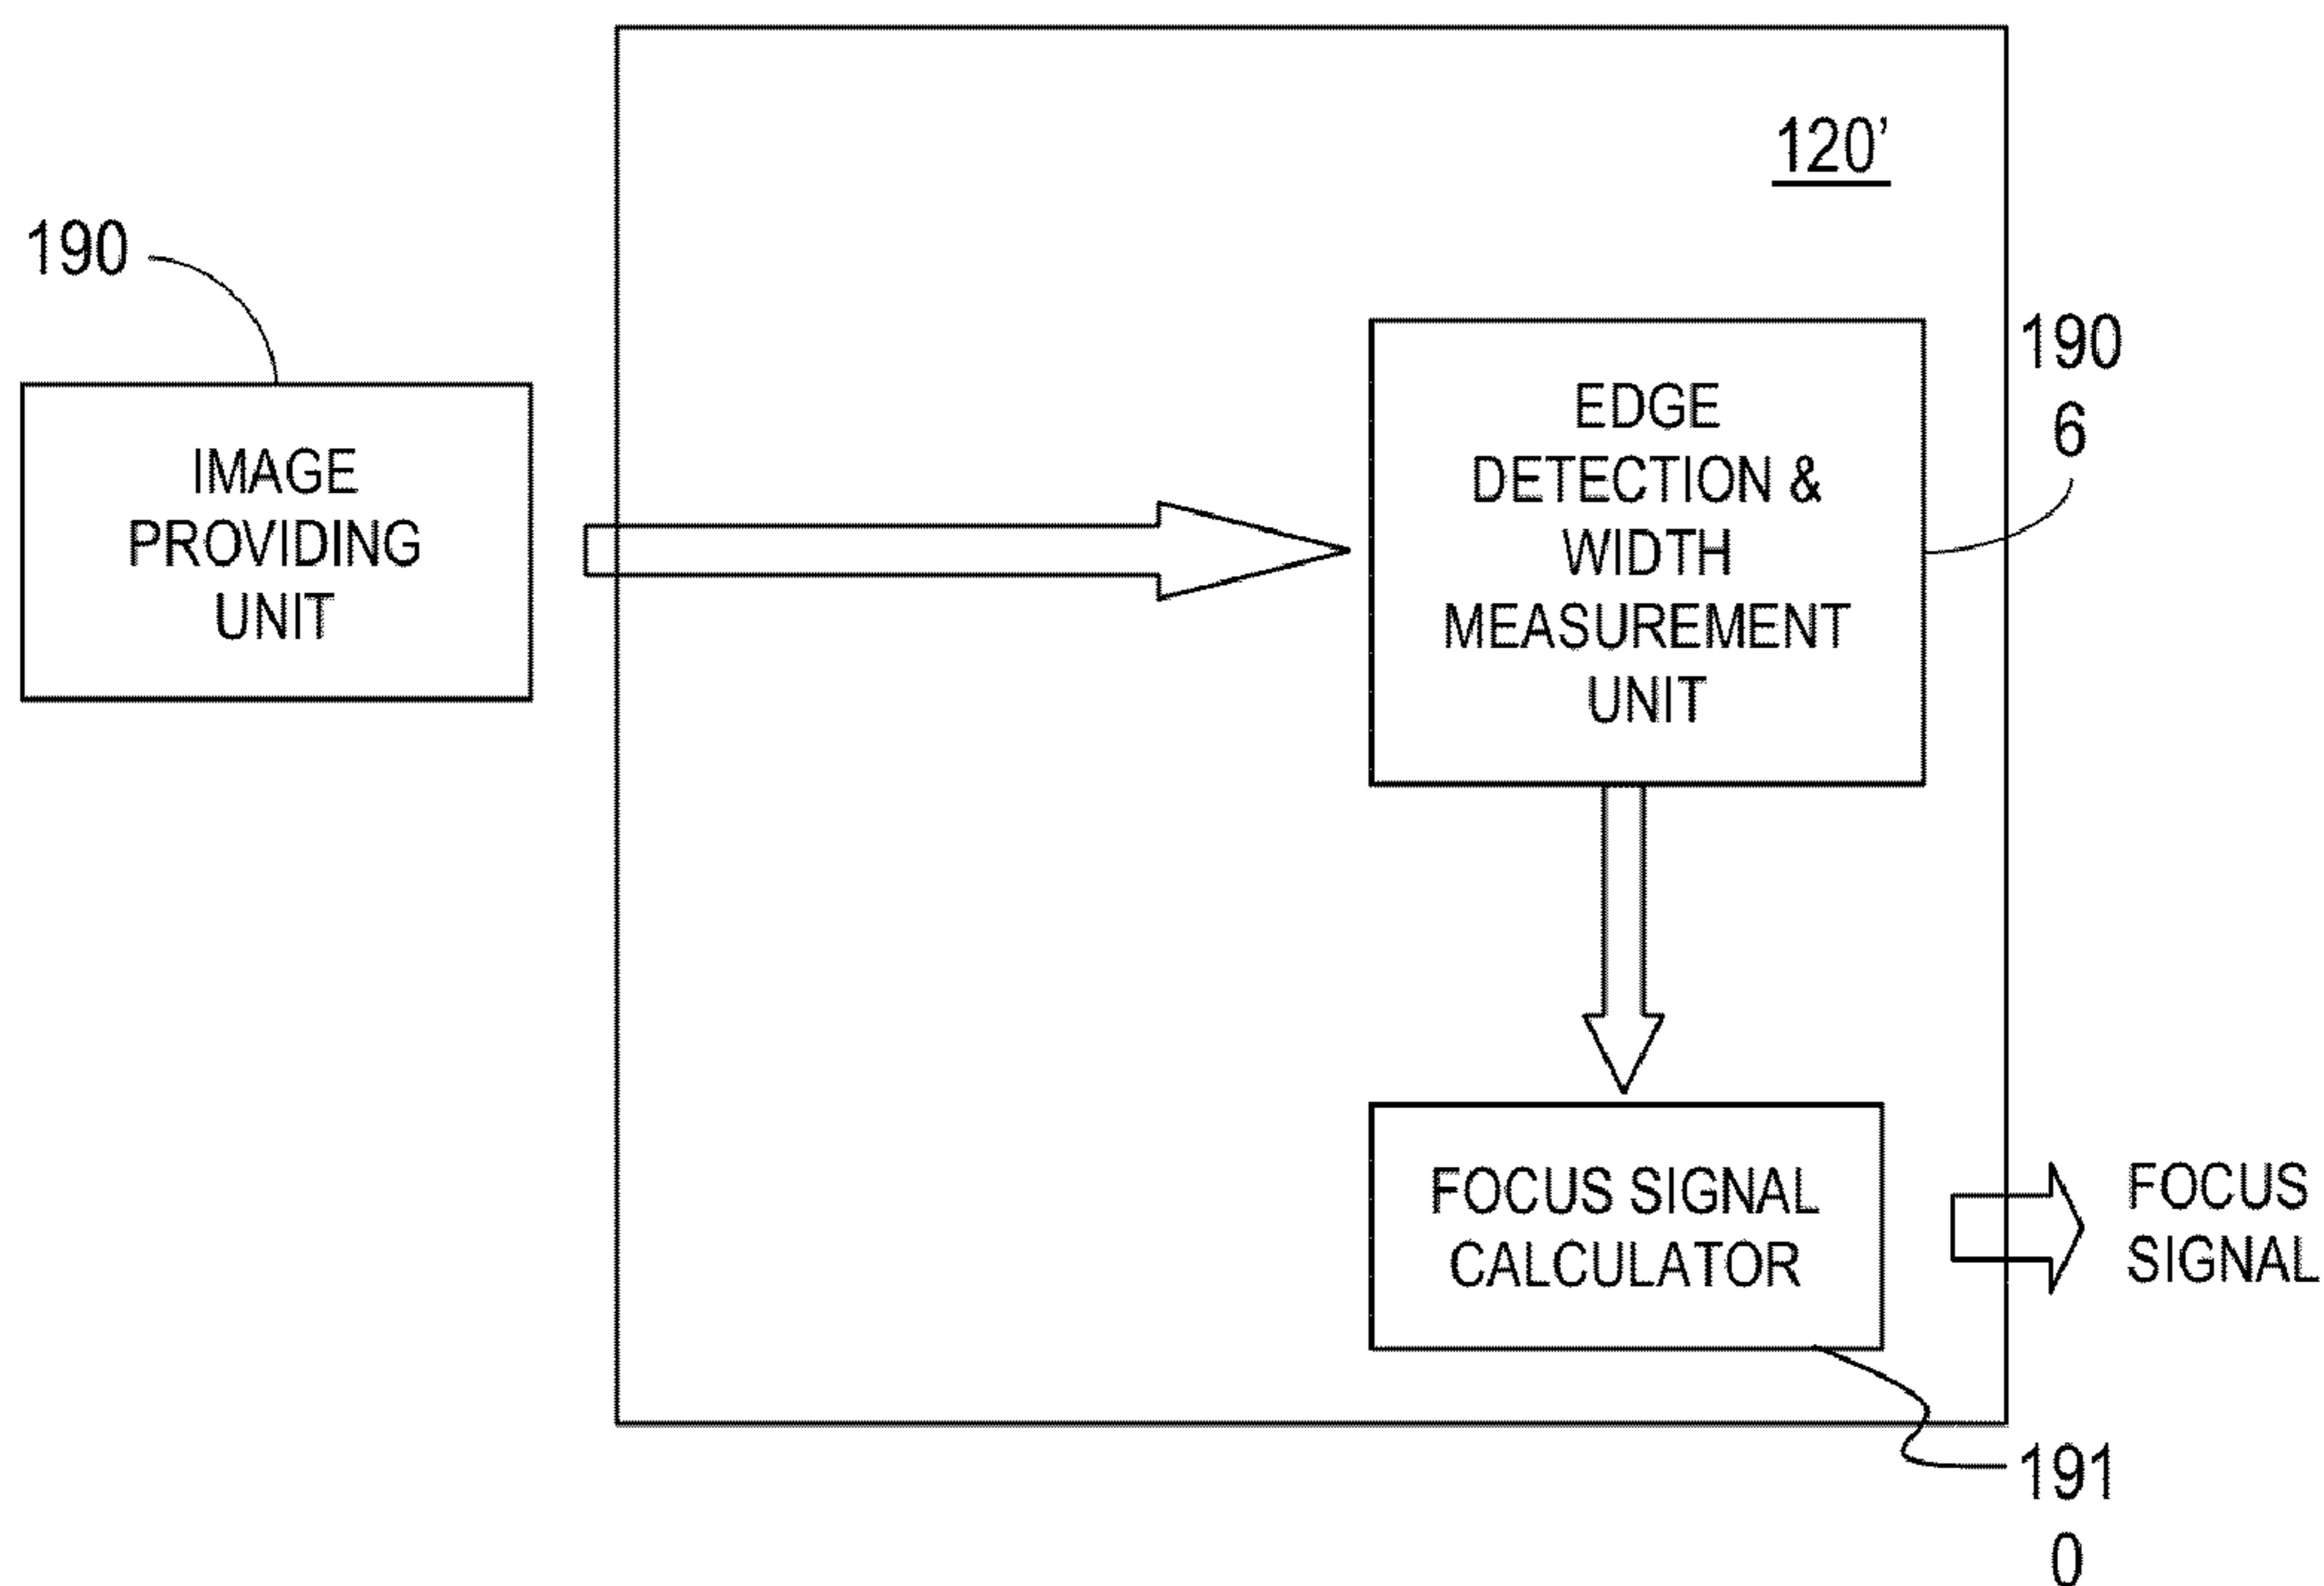 120’
190
IMAGE
PROVIDING
UNIT
EDGE
DETECTION &
WIDTH
MEASUREMENT
UNIT
190
6
FOCUS SIGNAL
CALCULATOR
FOCUS
SIGNAL
191
0